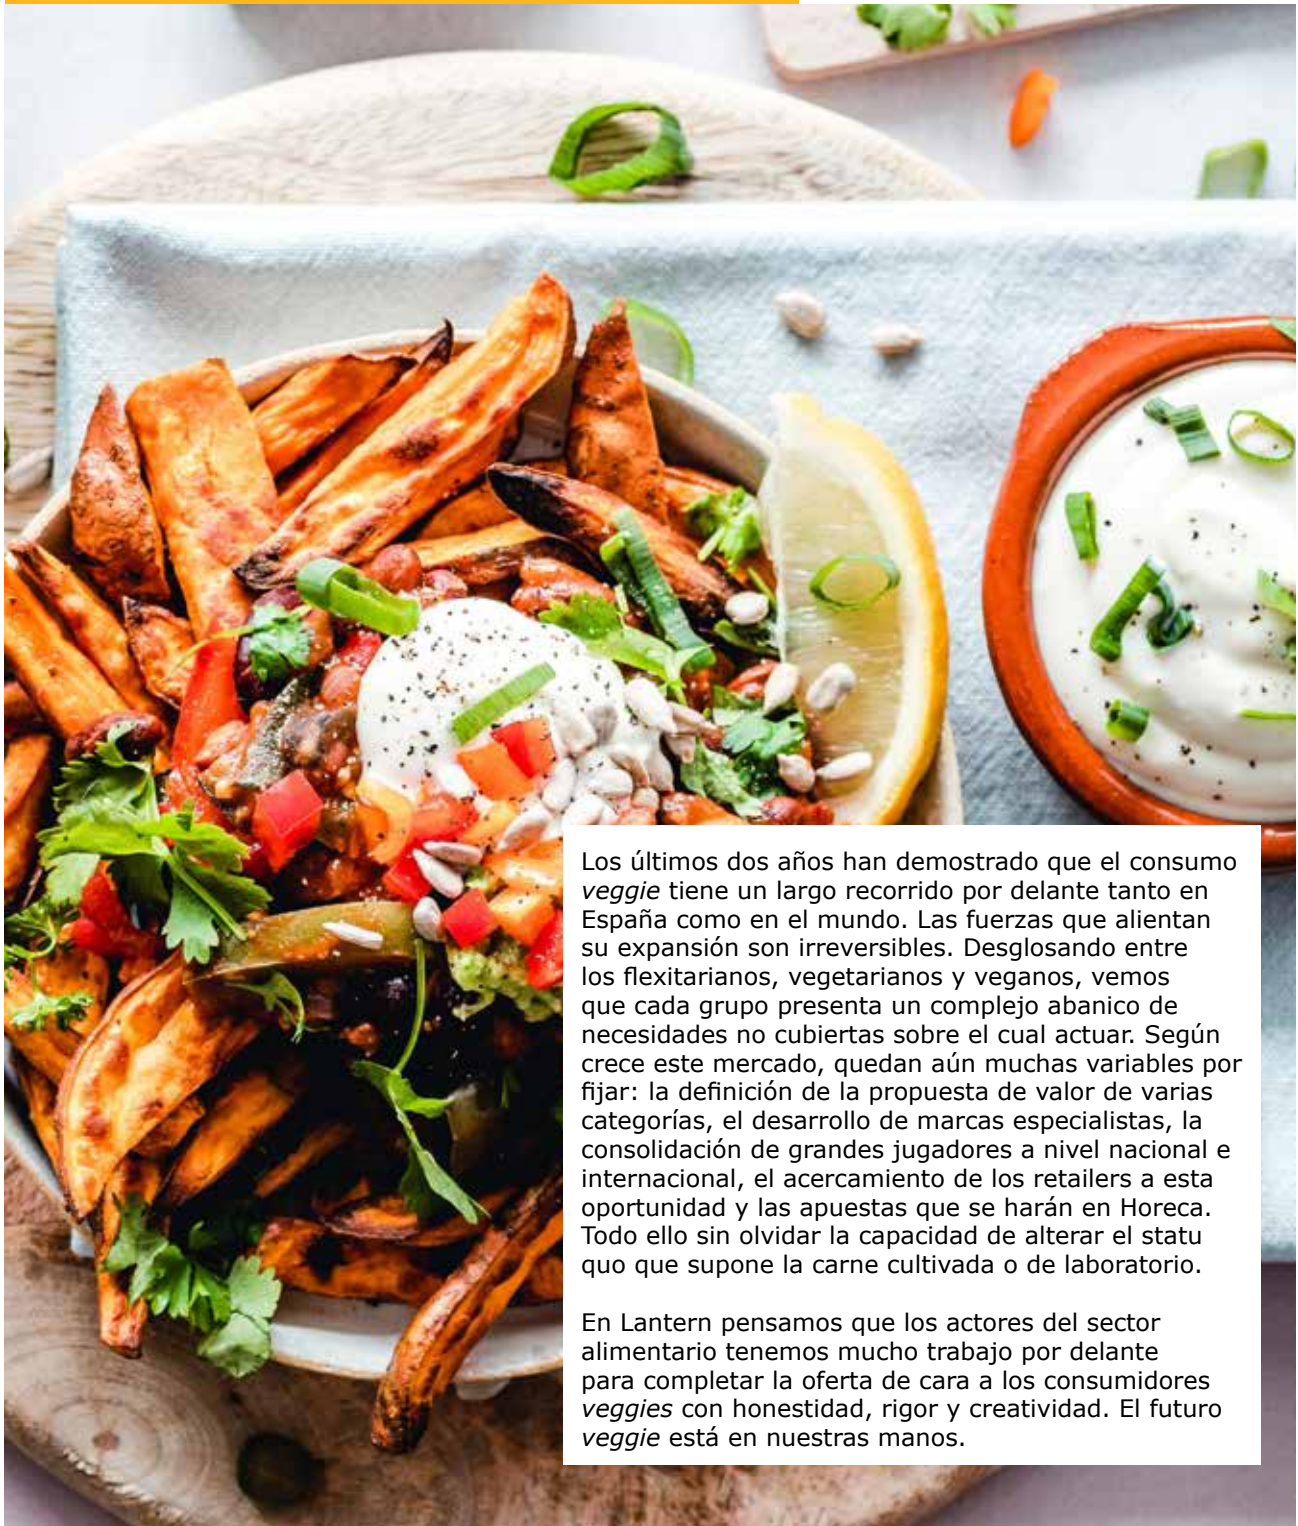 Los últimos dos años han demostrado que el consumo
veggie tiene un largo recorrido por delante tanto en
España como en el mundo. Las fuerzas que alientan
su expansión son irreversibles. Desglosando entre
los flexitarianos, vegetarianos y veganos, vemos
que cada grupo presenta un complejo abanico de
necesidades no cubiertas sobre el cual actuar. Según
crece este mercado, quedan aún muchas variables por
fijar: la definición de la propuesta de valor de varias
categorías, el desarrollo de marcas especialistas, la
consolidación de grandes jugadores a nivel nacional e
internacional, el acercamiento de los retailers a esta
oportunidad y las apuestas que se harán en Horeca.
Todo ello sin olvidar la capacidad de alterar el statu
quo que supone la carne cultivada o de laboratorio.
En Lantern pensamos que los actores del sector
alimentario tenemos mucho trabajo por delante
para completar la oferta de cara a los consumidores
veggies con honestidad, rigor y creatividad. El futuro
veggie está en nuestras manos.